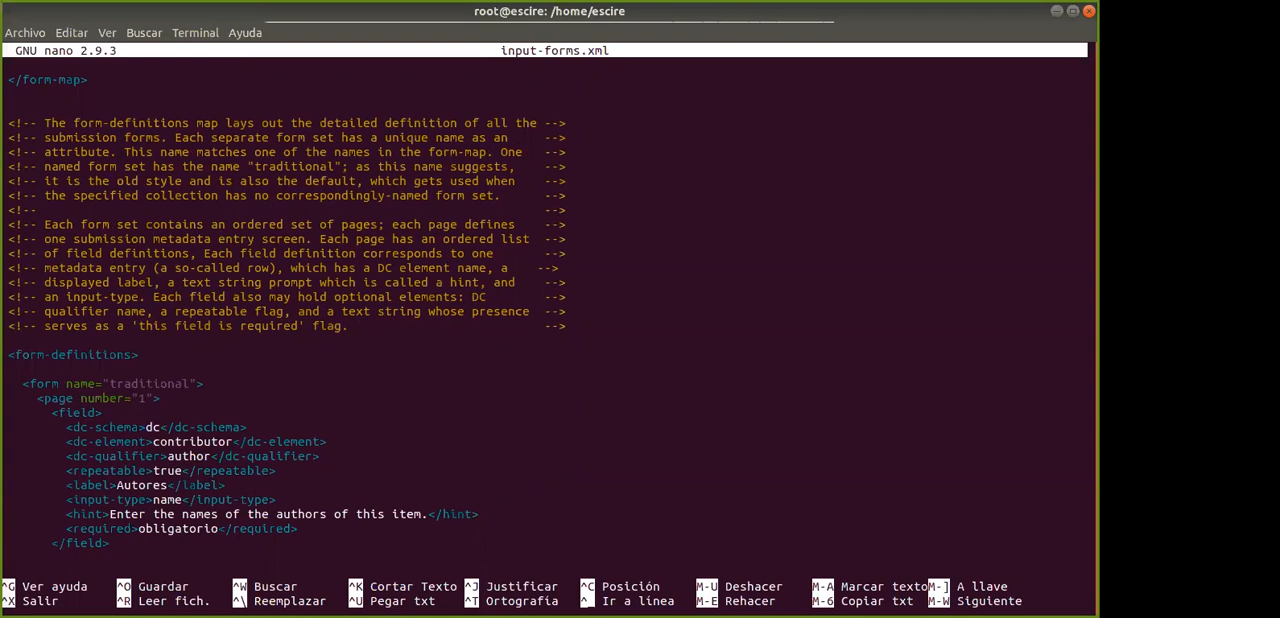 root@escire: /home/escire
Archivo Editar Ver Buscar Terminal Ayuda
GNU nano 2.9.3 input-forms.xml
</form-map>
<!-- The form-definitions map lays out the detailed definition of all the -->
<!-- submission forms. Each separate form set has a unique name as an -->
<!-- attribute. This name matches one of the names in the form-map. One -->
<!-- named form set has the name "traditional"; as this name suggests, -->
<!-- it is the old style and is also the default, which gets used when -->
<!-- the specified collection has no correspondingly-named form set. -->
<!-- -->
<!-- Each form set contains an ordered set of pages; each page defines -->
<!-- one submission metadata entry screen. Each page has an ordered list -->
<!-- of field definitions, Each field definition corresponds to one -->
<!-- metadata entry (a so-called row), which has a DC element name, a -->
<!-- displayed label, a text string prompt which is called a hint, and -->
<!-- an input-type. Each field also may hold optional elements: DC -->
<!-- qualifier name, a repeatable flag, and a text string whose presence -->
<!-- serves as a 'this field is required' flag. -->
<form-definitions>
<form name="traditional">
<page number="1">
<field>
<dc-schema>dc</dc-schema>
<dc-element>contributor</dc-element>
<dc-qualifier>author</dc-qualifier>
<repeatable>true</repeatable>
<label>Autores</label>
<input-type>name</input-type>
<hint>Enter the names of the authors of this item.</hint>
<required>obligatorio</required>
</field>
^G Ver ayuda ^O Guardar ^W Buscar ^K Cortar Texto ^J Justificar ^C Posición M-U Deshacer M-A Marcar texto M-] A llave
^X Salir ^R Leer fich. ^\ Reemplazar ^U Pegar txt ^T Ortografía ^_ Ir a línea M-E Rehacer M-6 Copiar txt M-W Siguiente